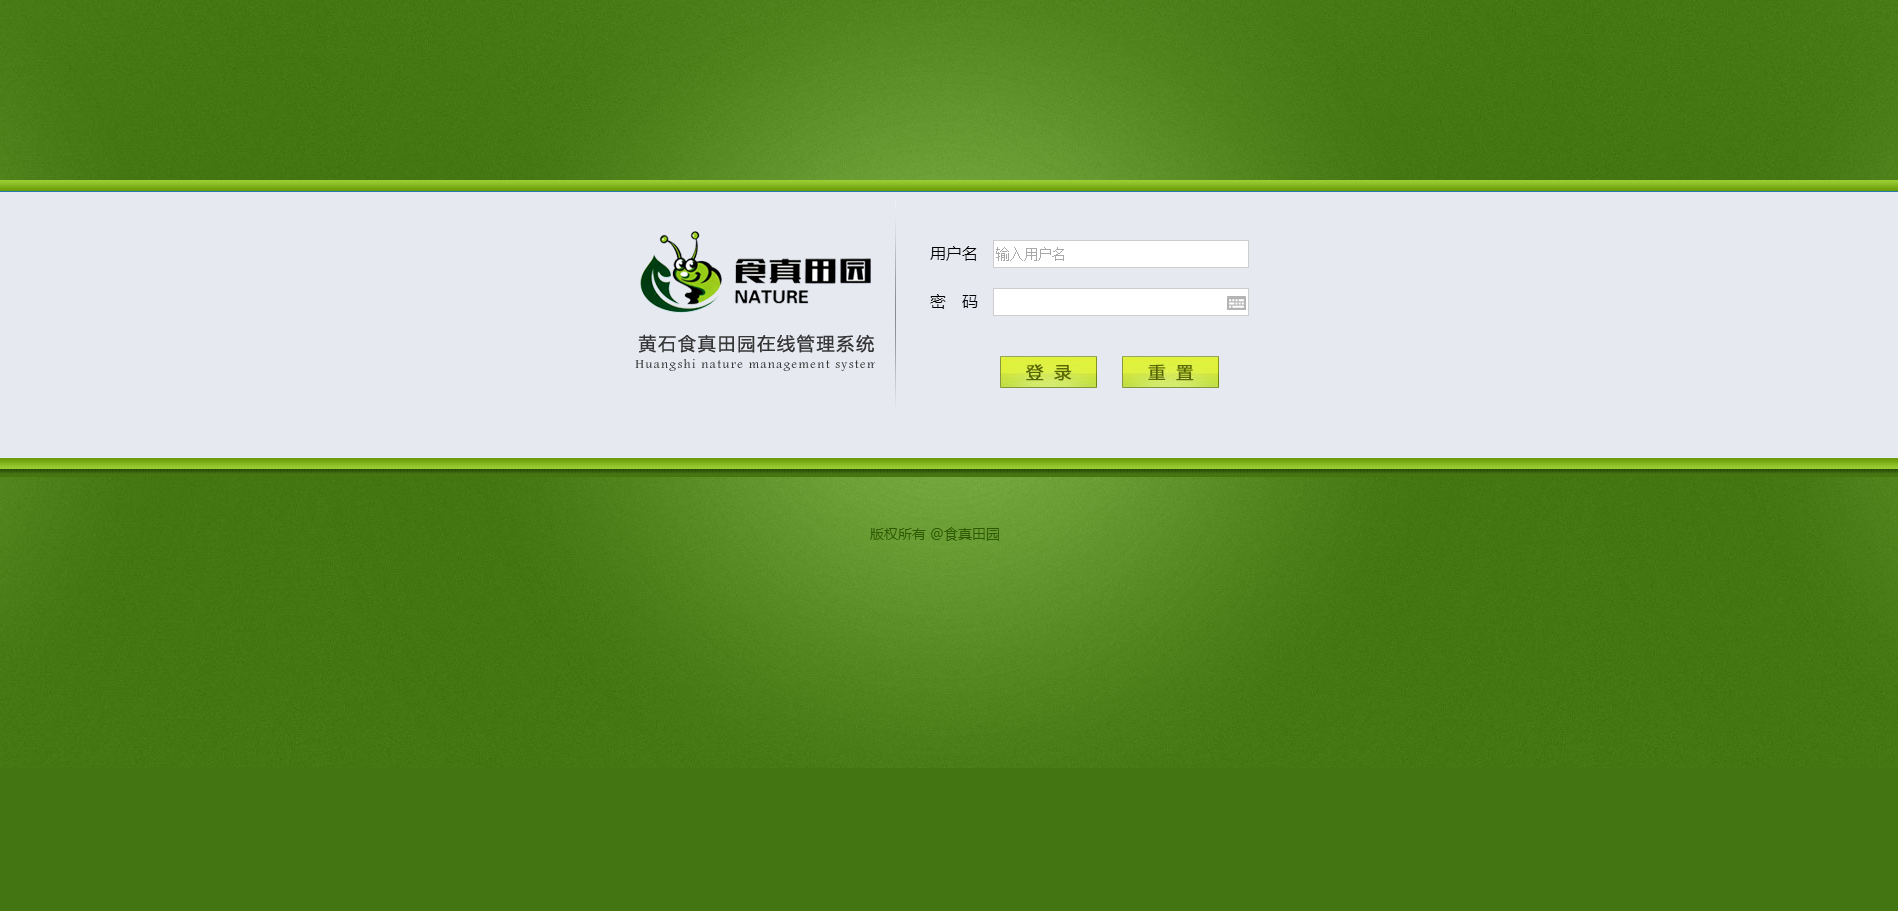 食真田园
NATURE
黄石食真田园在线管理系统
Huangshi nature management system
用户名 输入用户名
密 码
登 录 重 置
版权所有 @食真田园